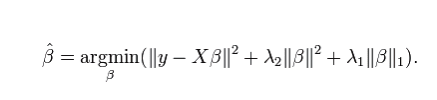 β̂ = argmin(‖y − Xβ‖² + λ₂‖β‖² + λ₁‖β‖₁).
β